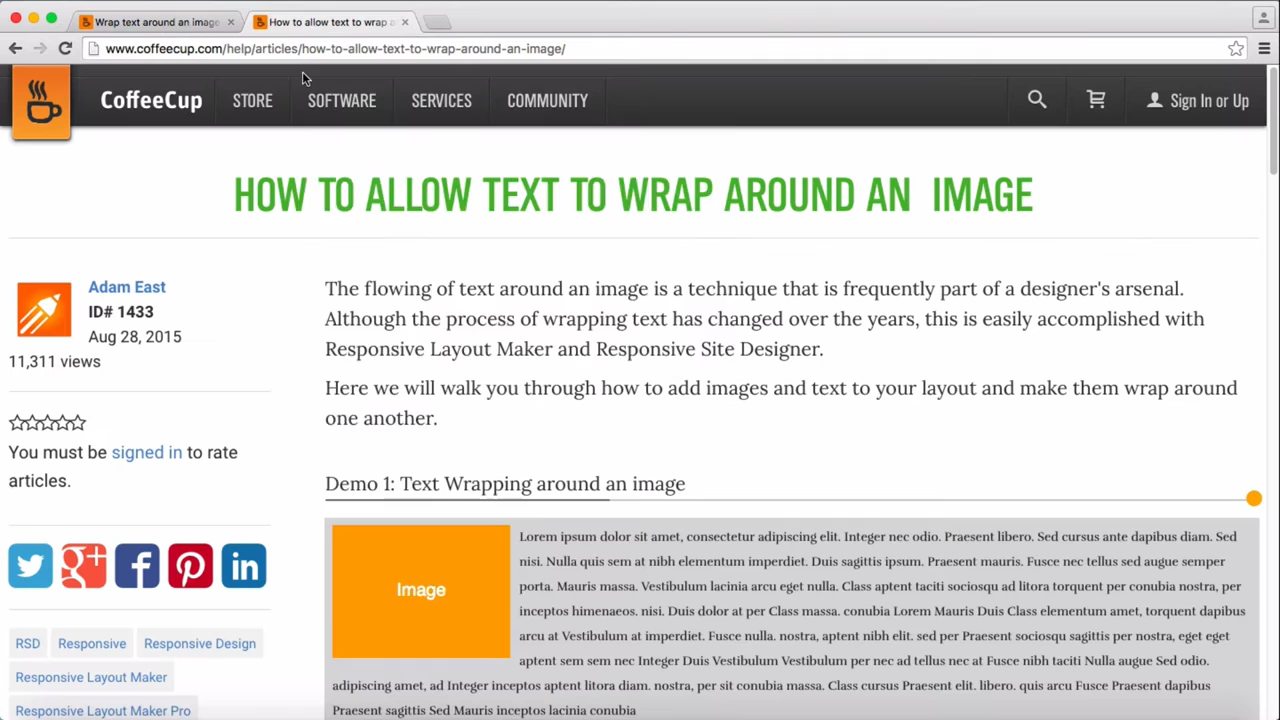 Wrap text around an image
How to allow text to wrap a
www.coffeecup.com/help/articles/how-to-allow-text-to-wrap-around-an-image/
CoffeeCup STORE SOFTWARE SERVICES COMMUNITY Sign In or Up
HOW TO ALLOW TEXT TO WRAP AROUND AN IMAGE
Adam East
ID# 1433
Aug 28, 2015
11,311 views
You must be signed in to rate
articles.
RSD Responsive Responsive Design
Responsive Layout Maker
Responsive Layout Maker Pro
The flowing of text around an image is a technique that is frequently part of a designer's arsenal.
Although the process of wrapping text has changed over the years, this is easily accomplished with
Responsive Layout Maker and Responsive Site Designer.
Here we will walk you through how to add images and text to your layout and make them wrap around
one another.
Demo 1: Text Wrapping around an image
Image
Lorem ipsum dolor sit amet, consectetur adipiscing elit. Integer nec odio. Praesent libero. Sed cursus ante dapibus diam. Sed
nisi. Nulla quis sem at nibh elementum imperdiet. Duis sagittis ipsum. Praesent mauris. Fusce nec tellus sed augue semper
porta. Mauris massa. Vestibulum lacinia arcu eget nulla. Class aptent taciti sociosqu ad litora torquent per conubia nostra, per
inceptos himenaeos. nisi. Duis dolor at per Class massa. conubia Lorem Mauris Duis Class elementum amet, torquent dapibus
arcu at Vestibulum at imperdiet. Fusce nulla. nostra, aptent nibh elit. sed per Praesent sociosqu sagittis per nostra, eget eget
aptent sem sem nec Integer Duis Vestibulum Vestibulum per nec ad tellus nec at Fusce nibh taciti Nulla augue Sed odio.
adipiscing amet, ad Integer inceptos aptent litora diam. nostra, per sit conubia massa. Class cursus Praesent elit. libero. quis arcu Fusce Praesent dapibus
Praesent sagittis Sed Mauris inceptos lacinia conubia